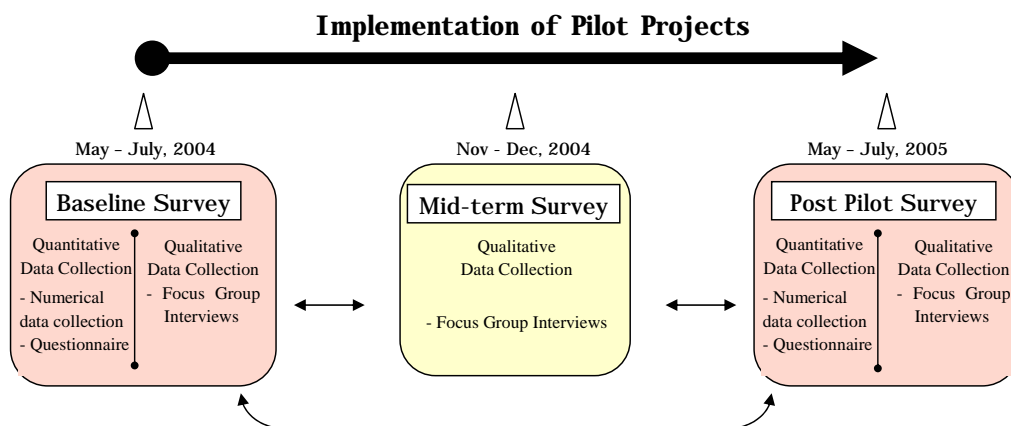 Implementation of Pilot Projects
May – July, 2004
Baseline Survey
Quantitative
Data Collection
- Numerical
data collection
- Questionnaire
Qualitative
Data Collection
- Focus Group
Interviews
Nov - Dec, 2004
Mid-term Survey
Qualitative
Data Collection
- Focus Group Interviews
May – July, 2005
Post Pilot Survey
Quantitative
Data Collection
- Numerical
data collection
- Questionnaire
Qualitative
Data Collection
- Focus Group
Interviews